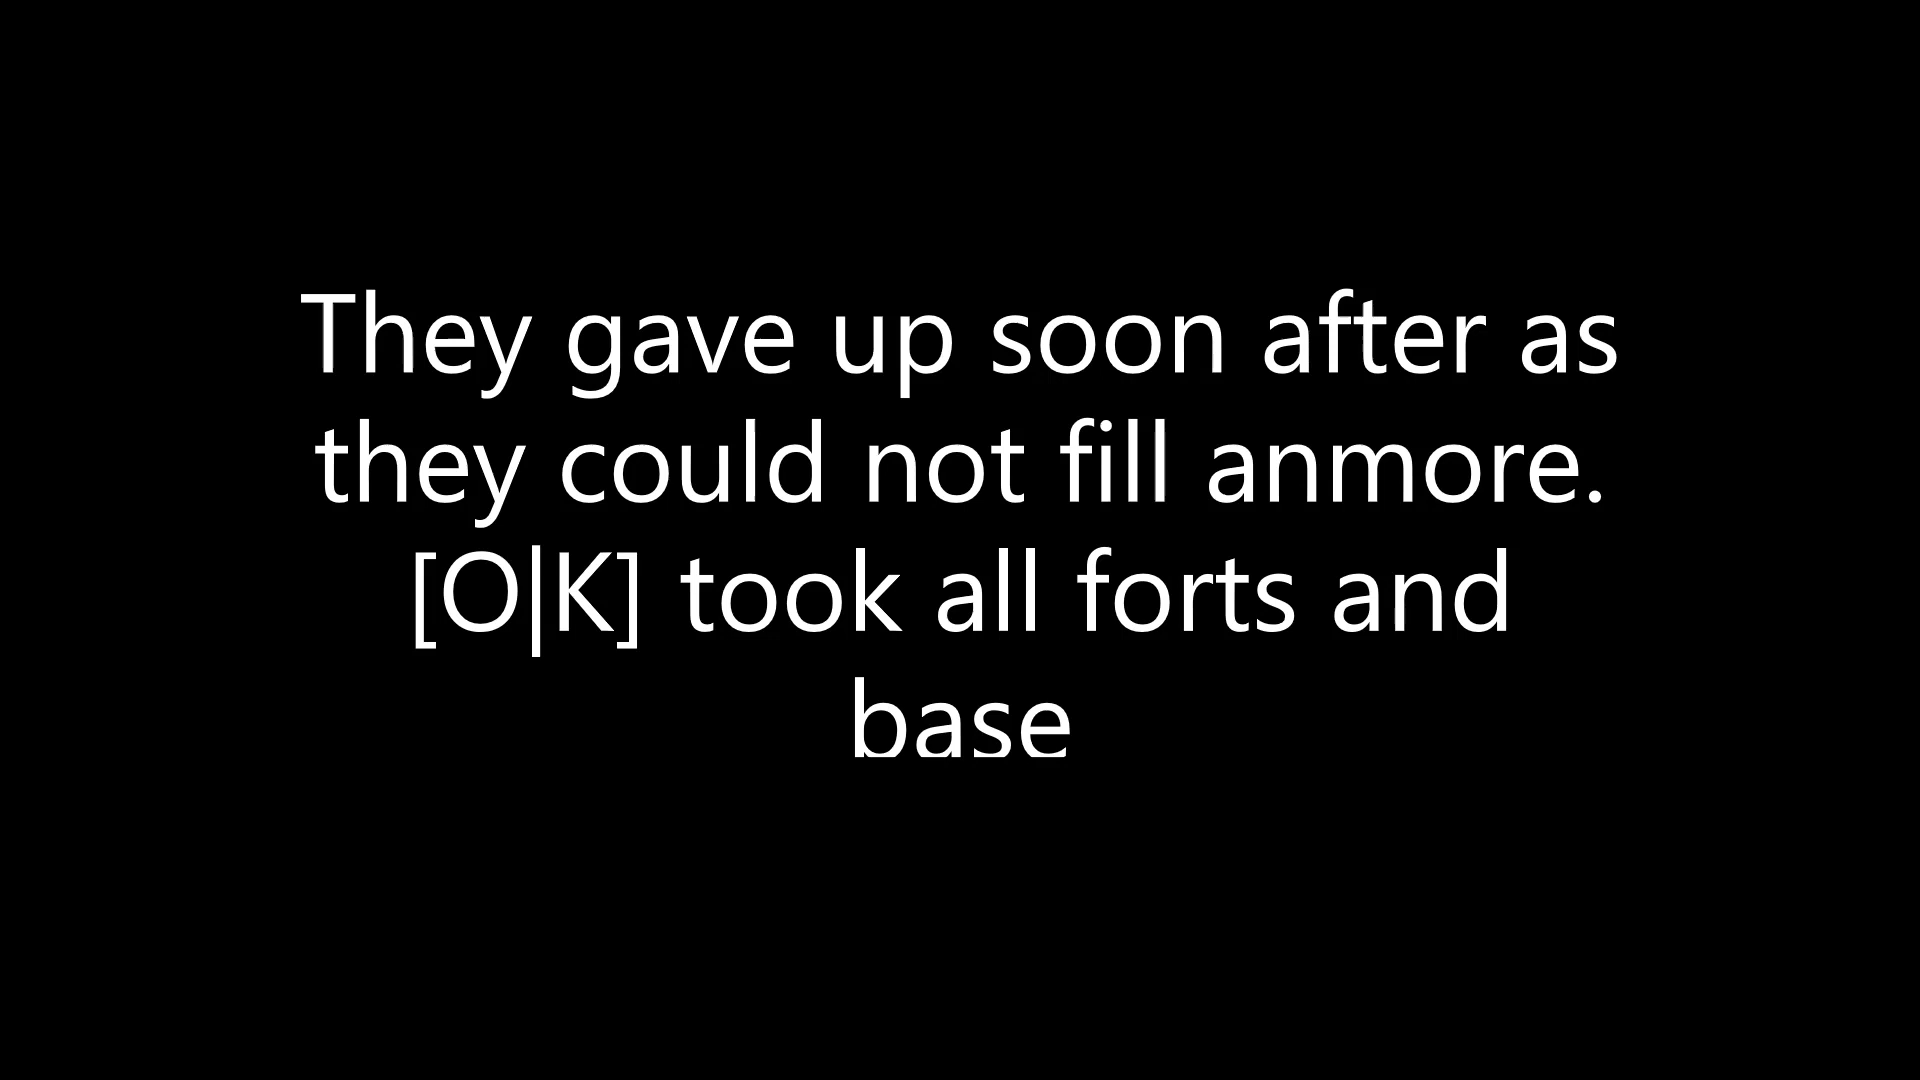 They gave up soon after as
they could not fill anmore.
[O|K] took all forts and
base